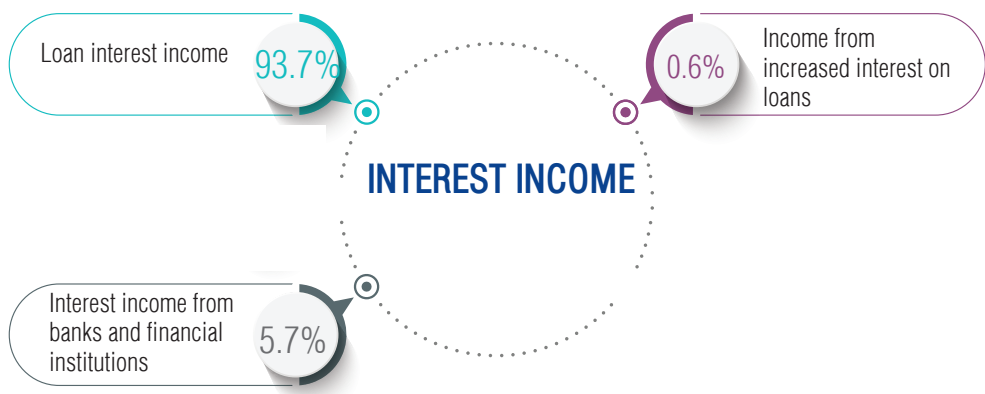 Loan interest income
93.7%
0.6%
Income from
increased interest on
loans
INTEREST INCOME
Interest income from
banks and financial
institutions
5.7%